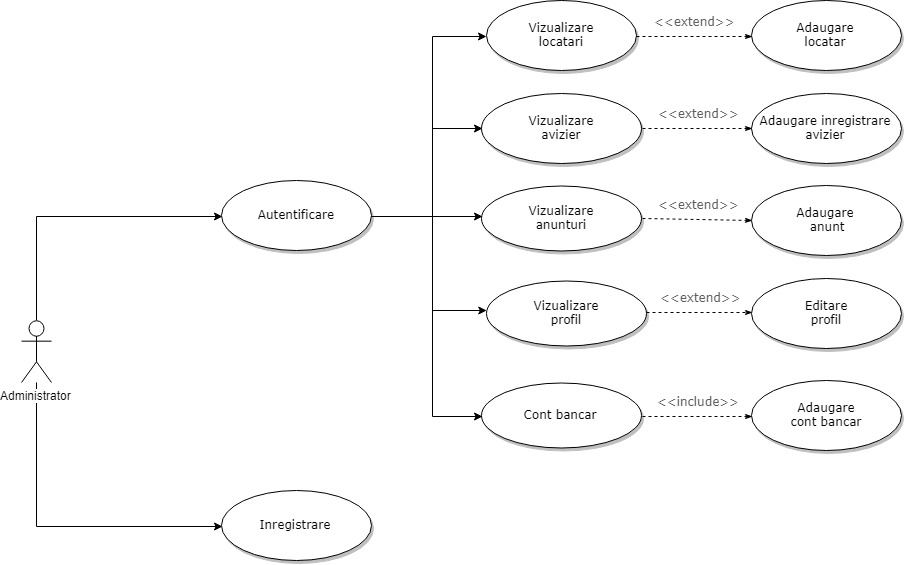 Vizualizare
locatari
<<extend>>
Adaugare
locatar
Vizualizare
avizier
<<extend>>
Adaugare inregistrare
avizier
Autentificare
Vizualizare
anunturi
<<extend>>
Adaugare
anunt
Vizualizare
profil
<<extend>>
Editare
profil
Administrator
Cont bancar
<<include>>
Adaugare
cont bancar
Inregistrare